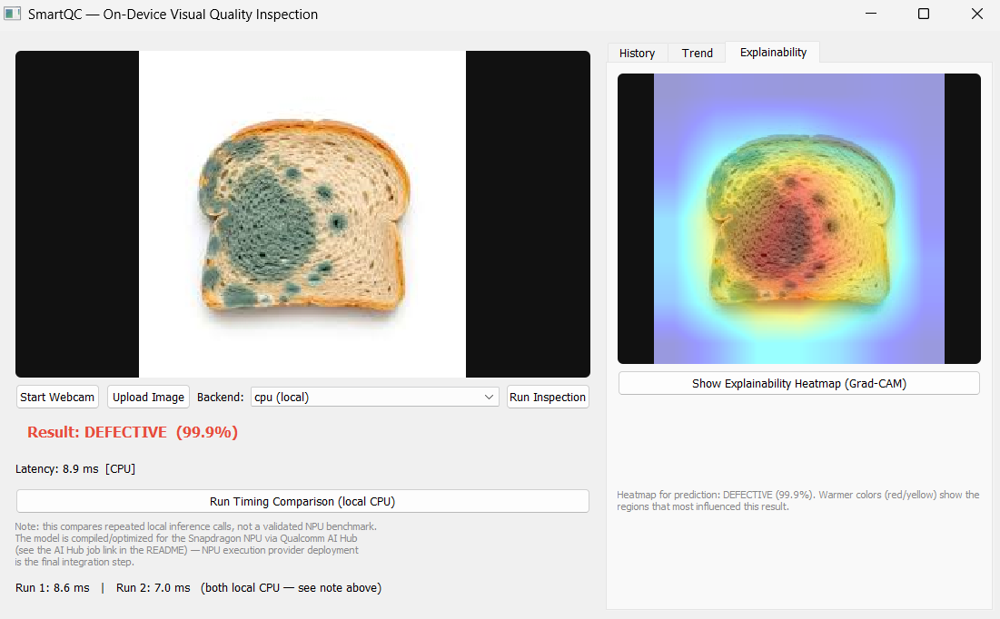 SmartQC — On-Device Visual Quality Inspection
History Trend Explainability
Start Webcam Upload Image Backend: cpu (local) Run Inspection
Show Explainability Heatmap (Grad-CAM)
Result: DEFECTIVE (99.9%)
Latency: 8.9 ms [CPU]
Run Timing Comparison (local CPU)
Heatmap for prediction: DEFECTIVE (99.9%). Warmer colors (red/yellow) show the
regions that most influenced this result.
Note: this compares repeated local inference calls, not a validated NPU benchmark.
The model is compiled/optimized for the Snapdragon NPU via Qualcomm AI Hub
(see the AI Hub job link in the README) — NPU execution provider deployment
is the final integration step.
Run 1: 8.6 ms | Run 2: 7.0 ms (both local CPU — see note above)